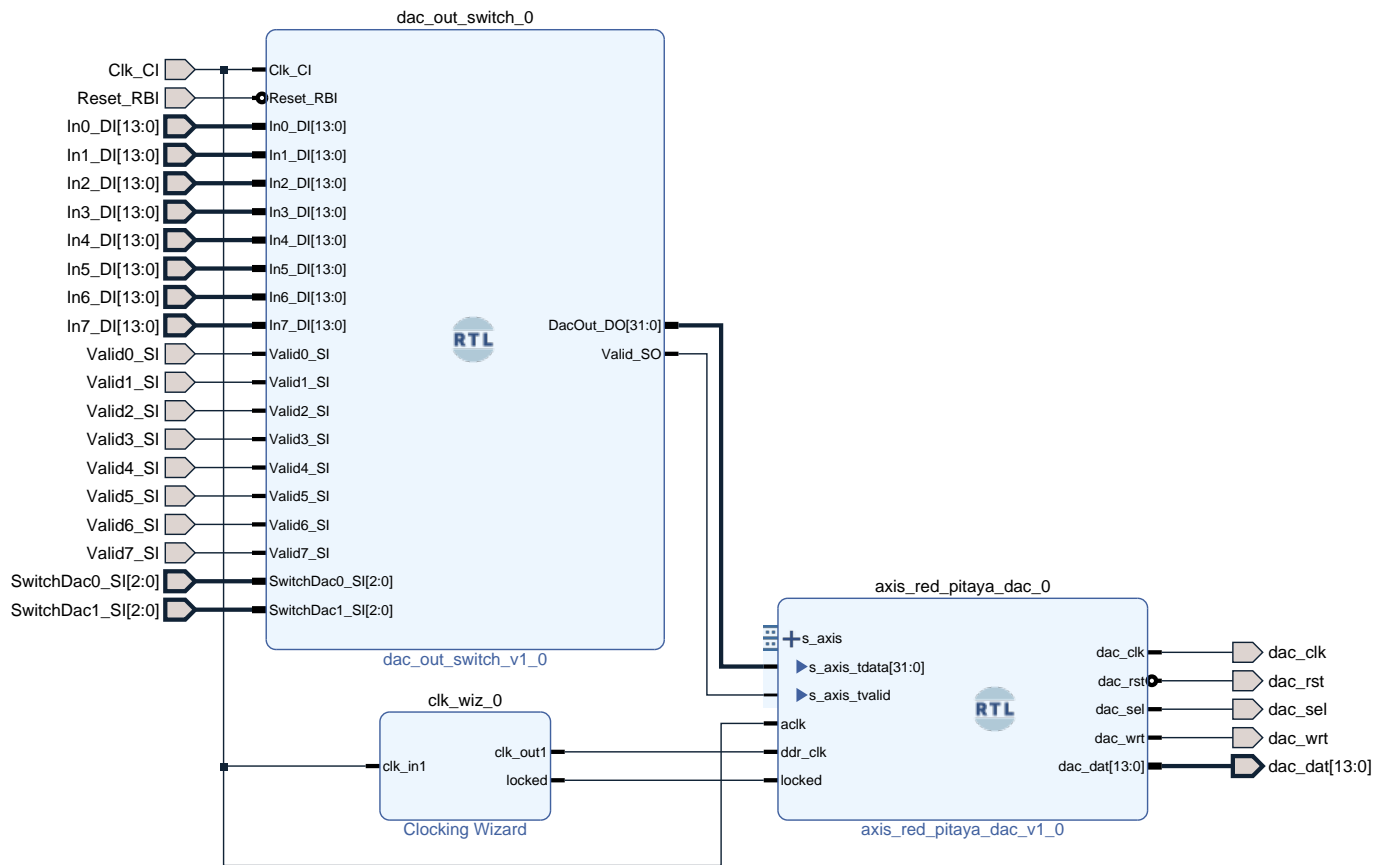 dac_out_switch_0
Clk_CI
Reset_RBI
In0_DI[13:0]
In1_DI[13:0]
In2_DI[13:0]
In3_DI[13:0]
In4_DI[13:0]
In5_DI[13:0]
In6_DI[13:0]
In7_DI[13:0]
Valid0_SI
Valid1_SI
Valid2_SI
Valid3_SI
Valid4_SI
Valid5_SI
Valid6_SI
Valid7_SI
SwitchDac0_SI[2:0]
SwitchDac1_SI[2:0]
Clk_CI
Reset_RBI
In0_DI[13:0]
In1_DI[13:0]
In2_DI[13:0]
In3_DI[13:0]
In4_DI[13:0]
In5_DI[13:0]
In6_DI[13:0]
In7_DI[13:0]
Valid0_SI
Valid1_SI
Valid2_SI
Valid3_SI
Valid4_SI
Valid5_SI
Valid6_SI
Valid7_SI
SwitchDac0_SI[2:0]
SwitchDac1_SI[2:0]
RTL
DacOut_DO[31:0]
Valid_SO
dac_out_switch_v1_0
clk_wiz_0
clk_in1
clk_out1
locked
Clocking Wizard
axis_red_pitaya_dac_0
s_axis
s_axis_tdata[31:0]
s_axis_tvalid
aclk
ddr_clk
locked
RTL
dac_clk
dac_rst
dac_sel
dac_wrt
dac_dat[13:0]
axis_red_pitaya_dac_v1_0
dac_clk
dac_rst
dac_sel
dac_wrt
dac_dat[13:0]